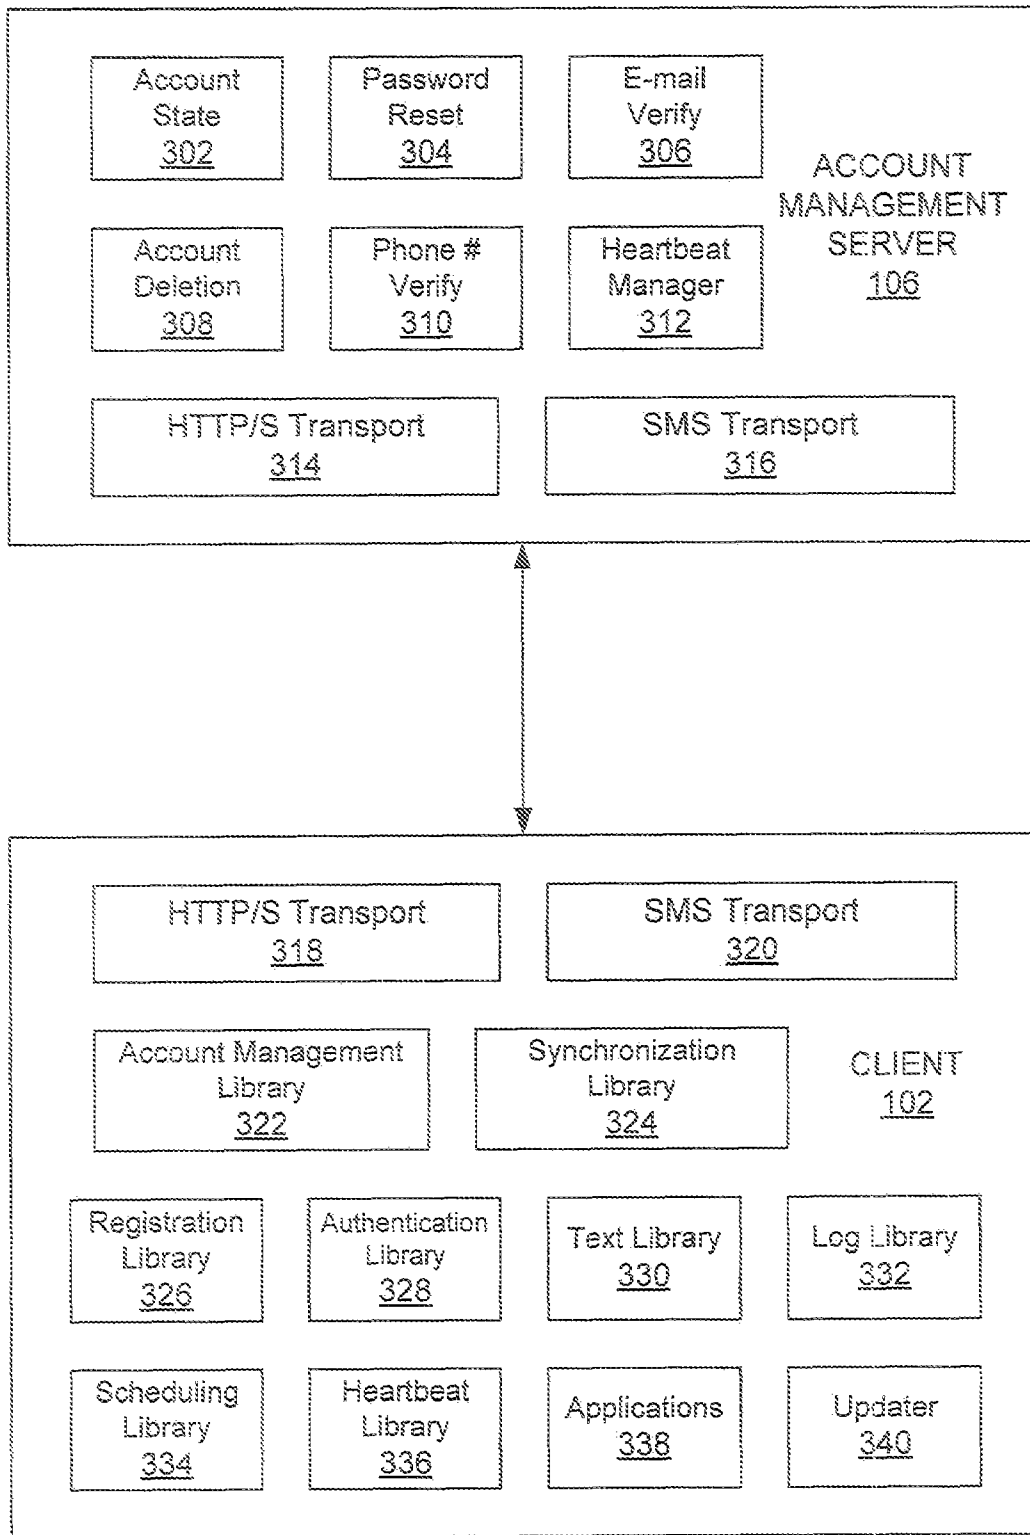 Account
State
302
Password
Reset
304
E-mail
Verify
306
ACCOUNT
MANAGEMENT
SERVER
106
Account
Deletion
308
Phone #
Verify
310
Heartbeat
Manager
312
HTTP/S Transport
314
SMS Transport
316
HTTP/S Transport
318
SMS Transport
320
Account Management
Library
322
Synchronization
Library
324
CLIENT
102
Registration
Library
326
Authentication
Library
328
Text Library
330
Log Library
332
Scheduling
Library
334
Heartbeat
Library
336
Applications
338
Updater
340